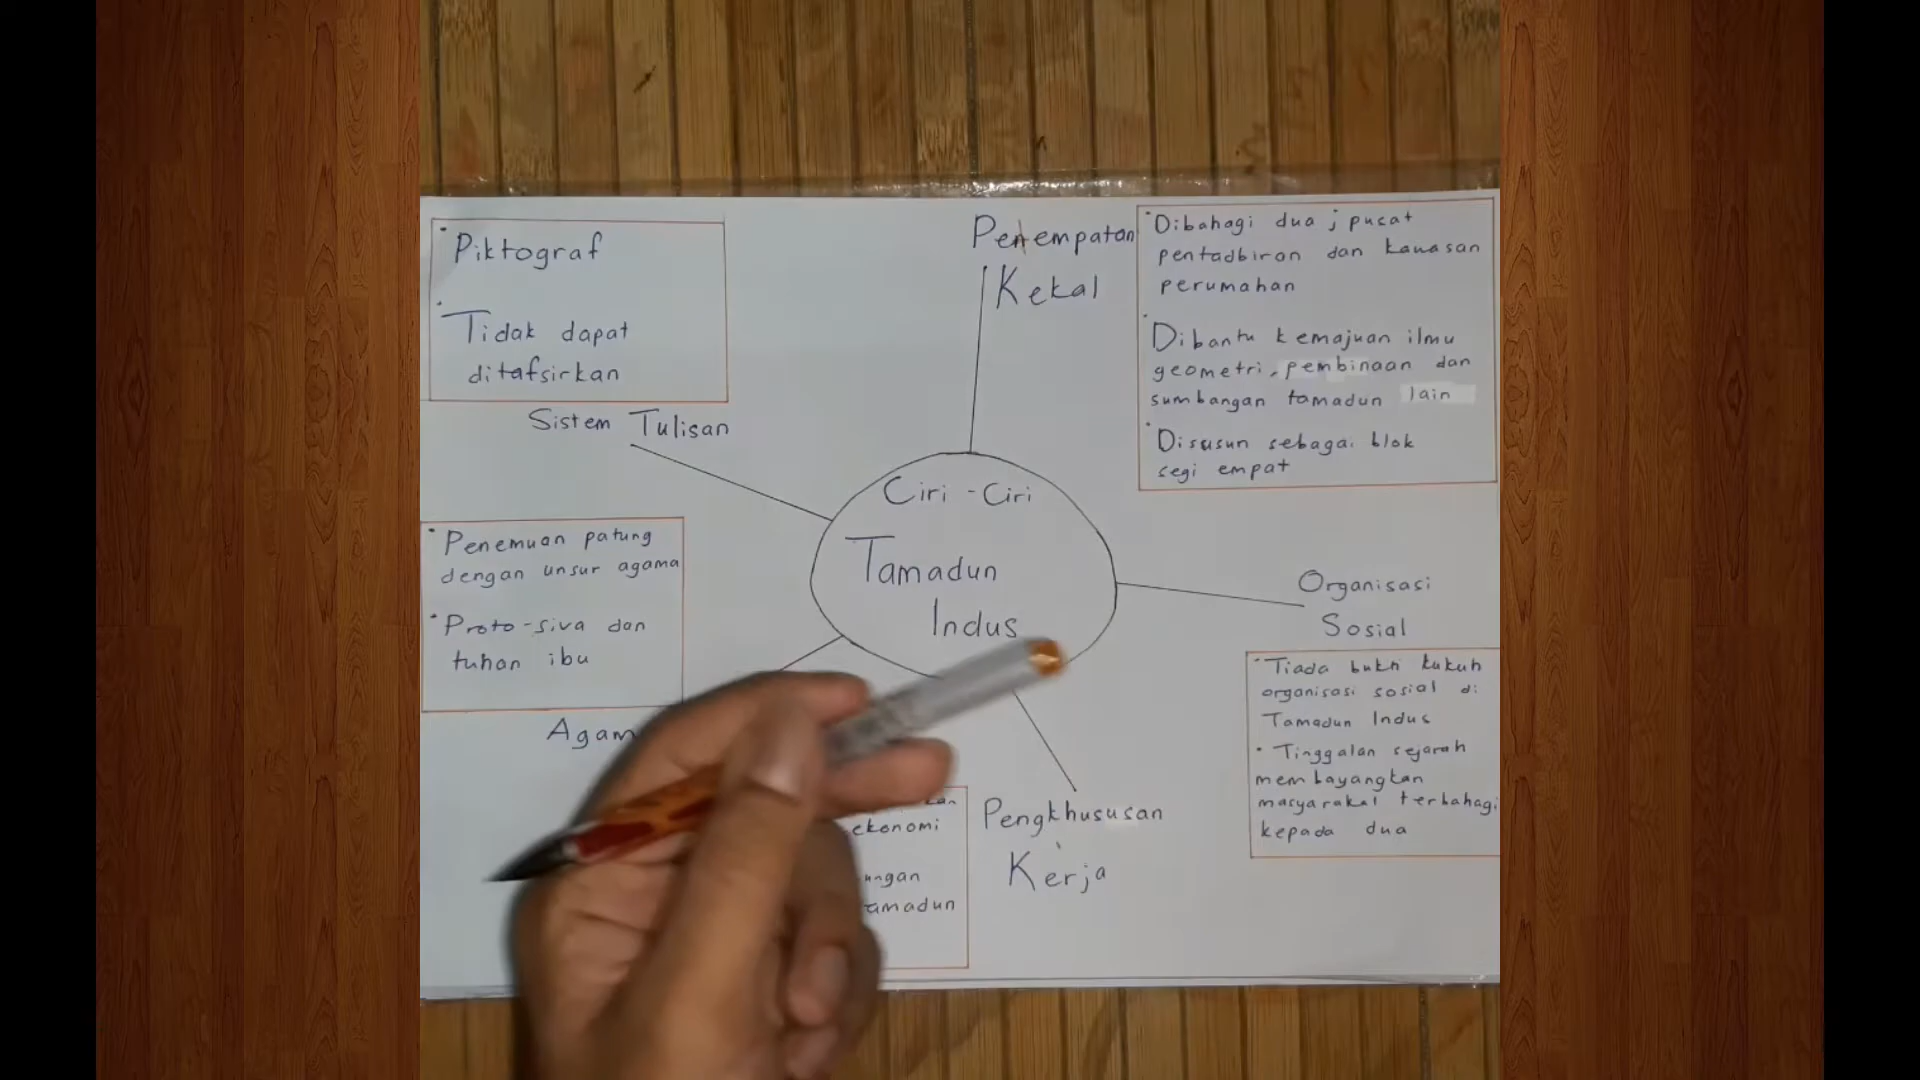 Piktograf
Tidak dapat
ditafsirkan
Sistem Tulisan
Penempatan
Kekal
Dibahagi dua ; pusat
pentadbiran dan kawasan
perumahan
Dibantu kemajuan ilmu
geometri, pembinaan dan
sumbangan tamadun lain
Disusun sebagai blok
segi empat
Ciri-Ciri
Tamadun
Indus
Penemuan patung
dengan unsur agama
Proto-siva dan
tuhan ibu
Organisasi
Sosial
Tiada bukti kukuh
organisasi sosial di
Tamadun Indus
Tinggalan sejarah
membayangkan
masyarakat terbahagi
kepada dua
ekonomi
Pengkhususan
Kerja